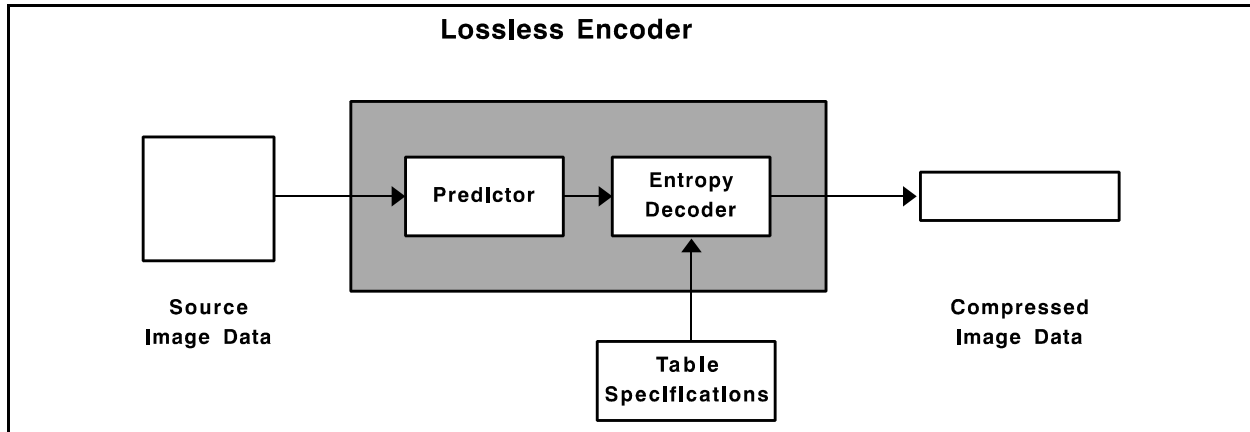 Lossless Encoder
Predictor
Entropy
Decoder
Source
Image Data
Compressed
Image Data
Table
Specifications